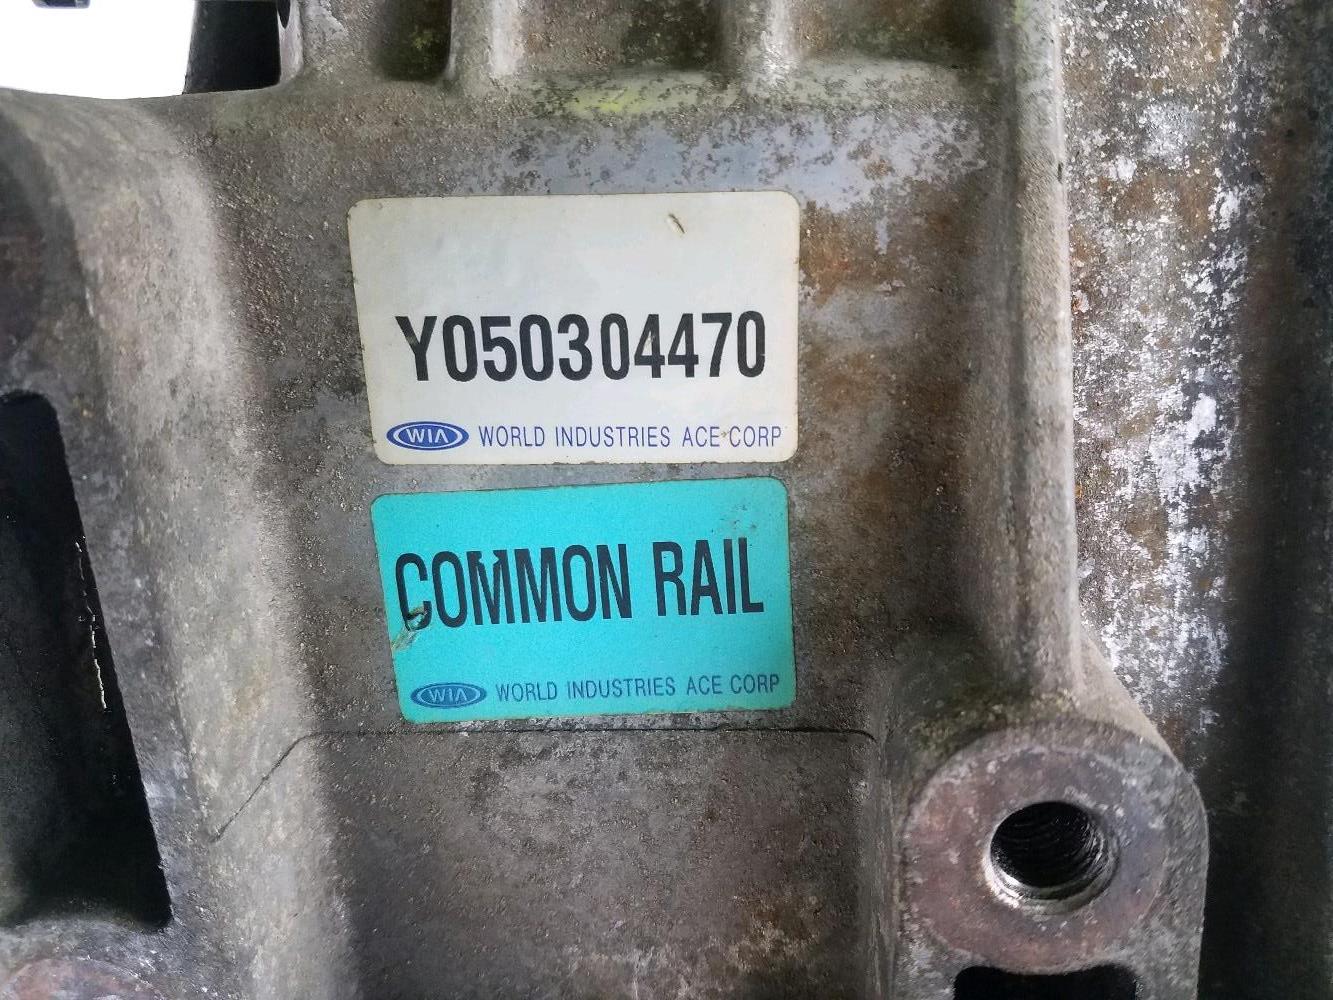 Y050304470
WIA WORLD INDUSTRIES ACE CORP
COMMON RAIL
WIA WORLD INDUSTRIES ACE CORP